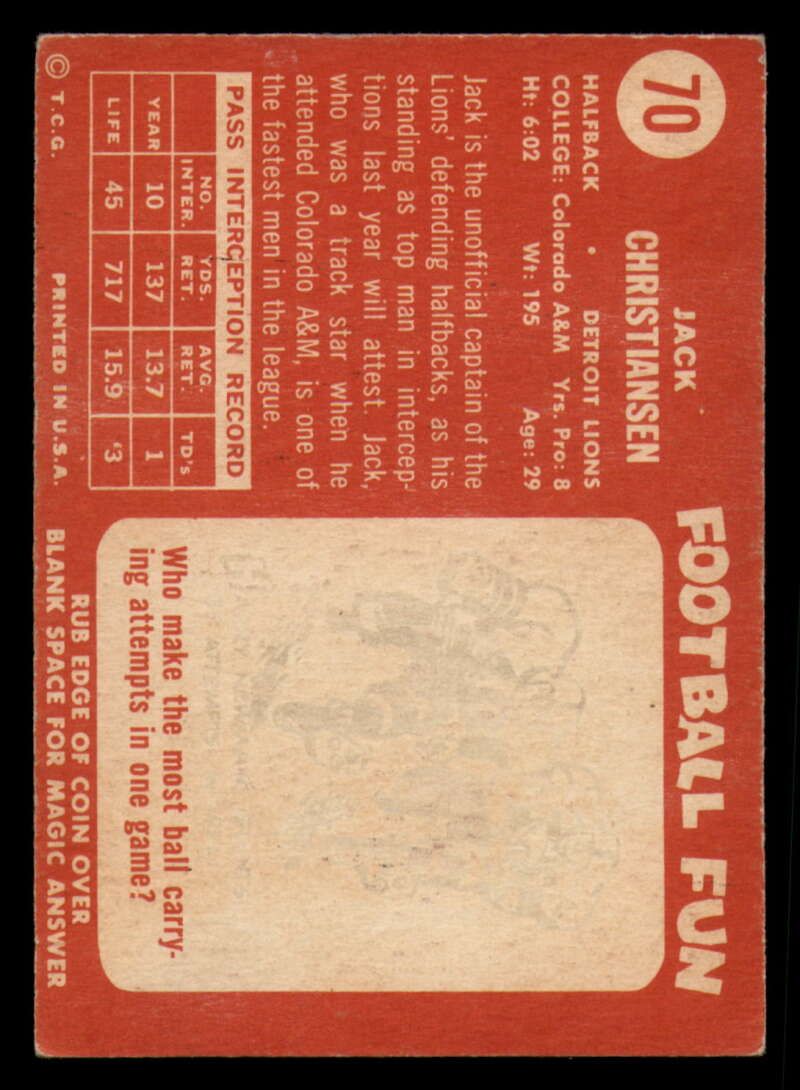 70
JACK
CHRISTIANSEN
HALFBACK • DETROIT LIONS
COLLEGE: Colorado A&M Yrs. Pro: 8
Ht: 6:02 Wt: 195 Age: 29
Jack is the unofficial captain of the
Lions' defending halfbacks, as his
standing as top man in intercep-
tions last year will attest. Jack,
who was a track star when he
attended Colorado A&M, is one of
the fastest men in the league.
PASS INTERCEPTION RECORD
NO. INTER. YDS. RET. AVG. RET. TD's
YEAR 10 137 13.7 1
LIFE 45 717 15.9 3
© T.C.G. PRINTED IN U.S.A.
FOOTBALL FUN
Who make the most ball carry-
ing attempts in one game?
RUB EDGE OF COIN OVER
BLANK SPACE FOR MAGIC ANSWER